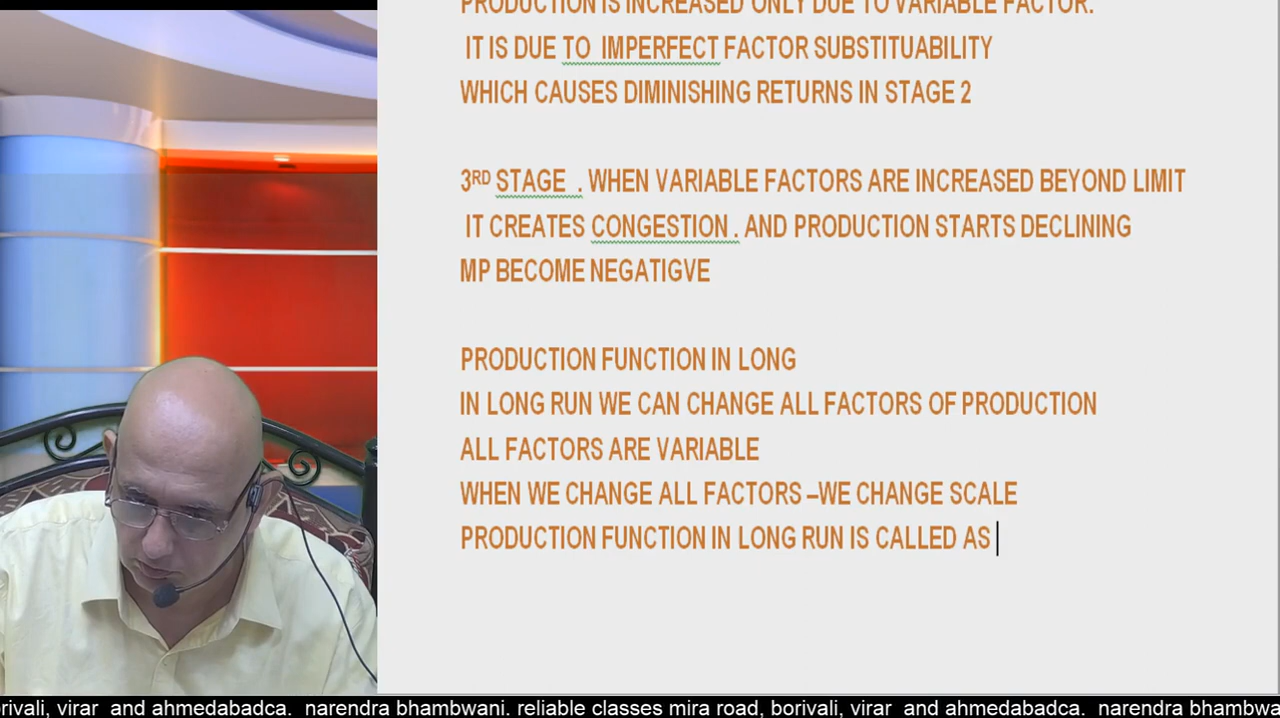 PRODUCTION IS INCREASED ONLY DUE TO VARIABLE FACTOR.
IT IS DUE TO IMPERFECT FACTOR SUBSTITUABILITY
WHICH CAUSES DIMINISHING RETURNS IN STAGE 2
3RD STAGE . WHEN VARIABLE FACTORS ARE INCREASED BEYOND LIMIT
IT CREATES CONGESTION . AND PRODUCTION STARTS DECLINING
MP BECOME NEGATIGVE
PRODUCTION FUNCTION IN LONG
IN LONG RUN WE CAN CHANGE ALL FACTORS OF PRODUCTION
ALL FACTORS ARE VARIABLE
WHEN WE CHANGE ALL FACTORS –WE CHANGE SCALE
PRODUCTION FUNCTION IN LONG RUN IS CALLED AS
rivali, virar and ahmedabadca. narendra bhambwani. reliable classes mira road, borivali, virar and ahmedabadca. narendra bhambwa